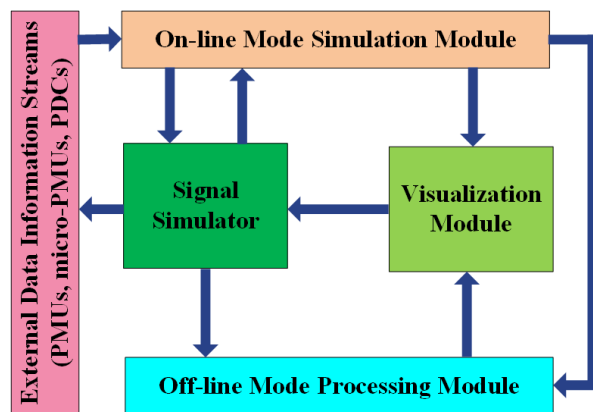 External Data Information Streams
(PMUs, micro-PMUs, PDCs)
On-line Mode Simulation Module
Signal
Simulator
Visualization
Module
Off-line Mode Processing Module